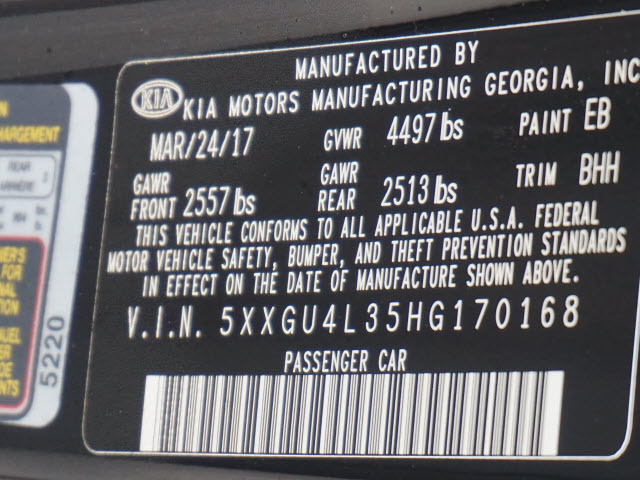 MANUFACTURED BY
KIA KIA MOTORS MANUFACTURING GEORGIA, INC
MAR/24/17 GVWR 4497 lbs PAINT EB
GAWR FRONT 2557 lbs GAWR REAR 2513 lbs TRIM BHH
THIS VEHICLE CONFORMS TO ALL APPLICABLE U.S.A. FEDERAL
MOTOR VEHICLE SAFETY, BUMPER, AND THEFT PREVENTION STANDARDS
IN EFFECT ON THE DATE OF MANUFACTURE SHOWN ABOVE.
V.I.N. 5XXGU4L35HG170168
PASSENGER CAR
REAR
FOR
5220